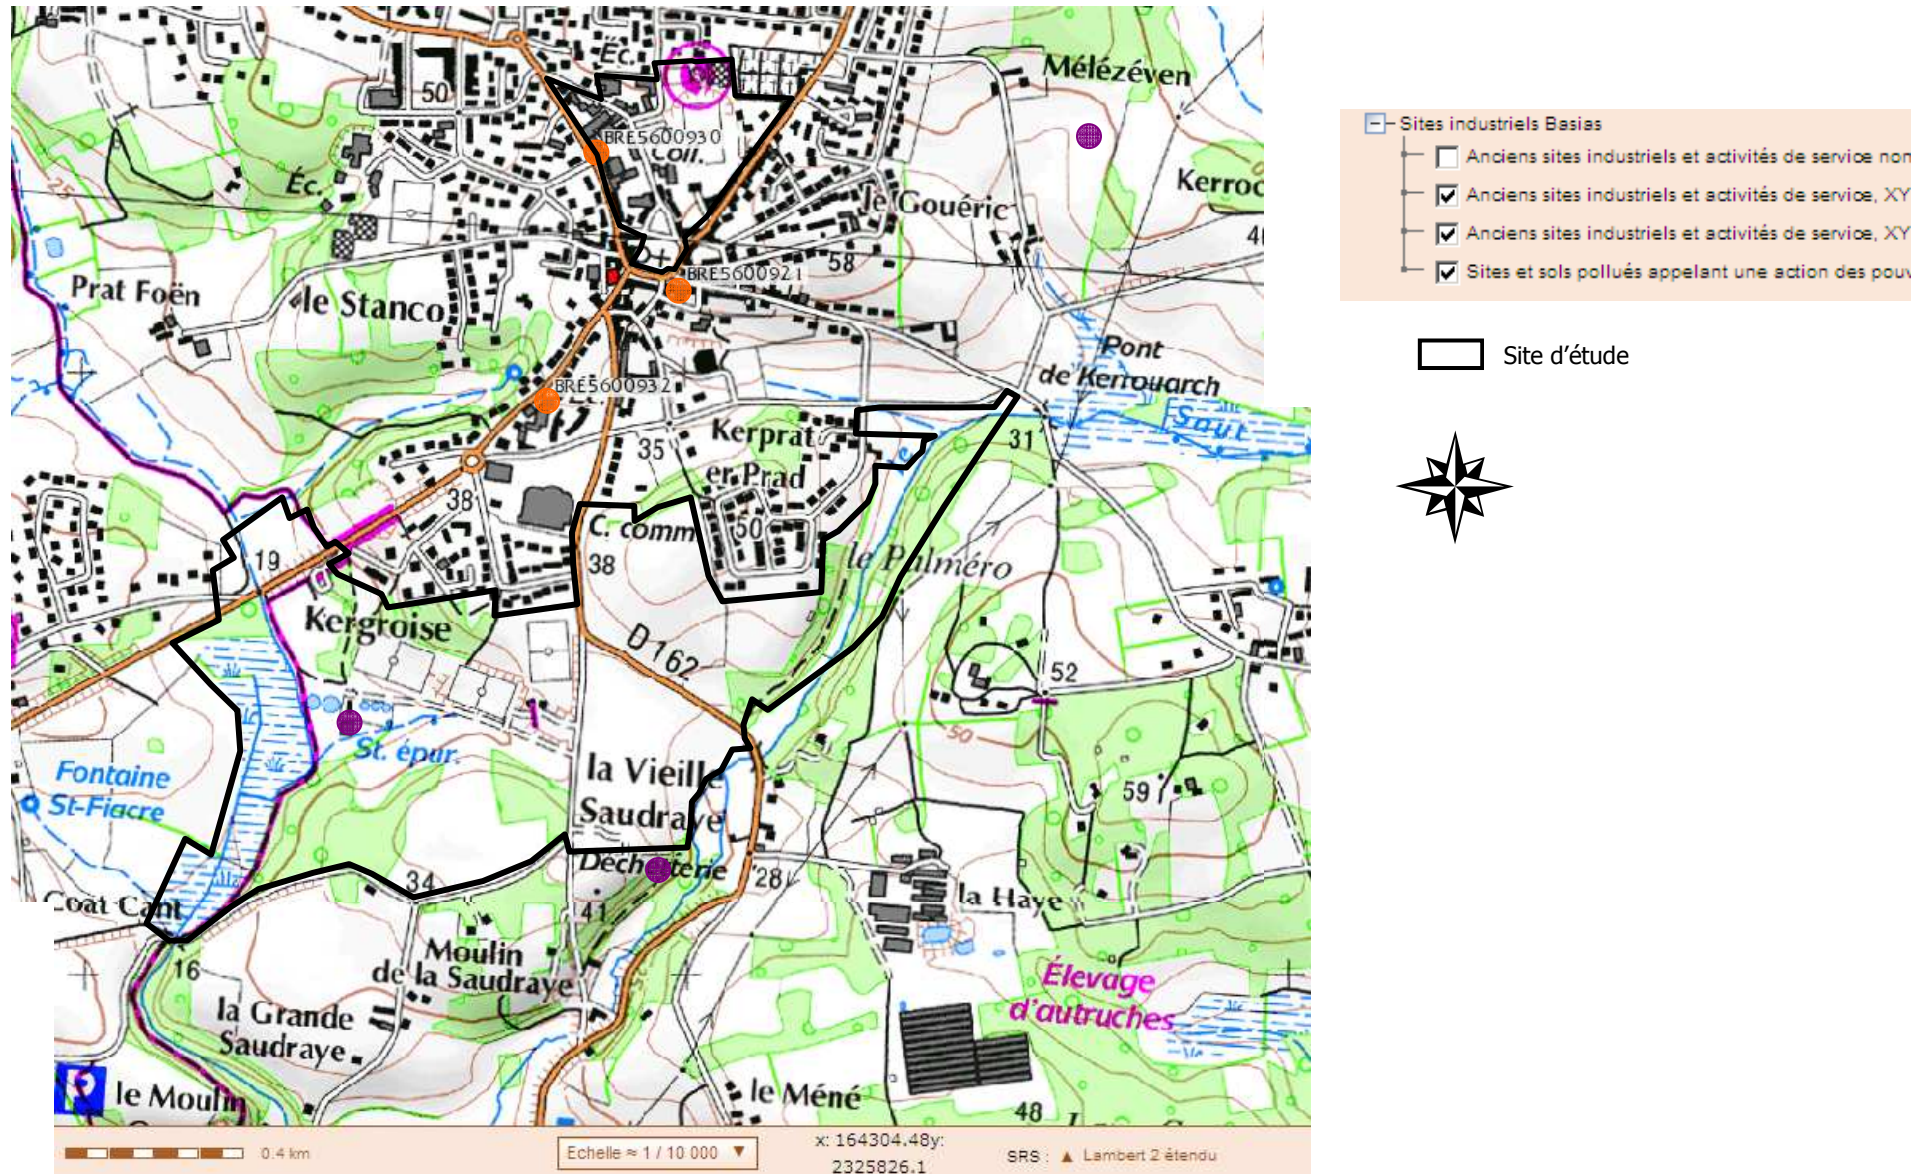 Éc.
Mélézéven
50
BRE5600930
Coll.
Kerroc
25
Éc.
le Gouéric
40
BRE5600921
58
Prat Foën
le Stanco
Pont
de Kerrouarch
BRE5600932
Saut
Kerprat
31
35
er Prad
38
C. comm
50
le Palméro
19
38
Kergroise
D 162
52
50
St. épur.
la Vieille
Saudraye
Fontaine
St-Fiacre
59
Déchèterie
28
34
la Haye
Coat Cant
41
Moulin
de la Saudraye
16
Élevage
d'autruches
la Grande
Saudraye
le Moulin
le Méné
48
0.4 km
Echelle ≈ 1 / 10 000
x: 164304.48y:
2325826.1
SRS : Lambert 2 étendu
Sites industriels Basias
Anciens sites industriels et activités de service non
Anciens sites industriels et activités de service, XY
Anciens sites industriels et activités de service, XY
Sites et sols pollués appelant une action des pouv
Site d'étude